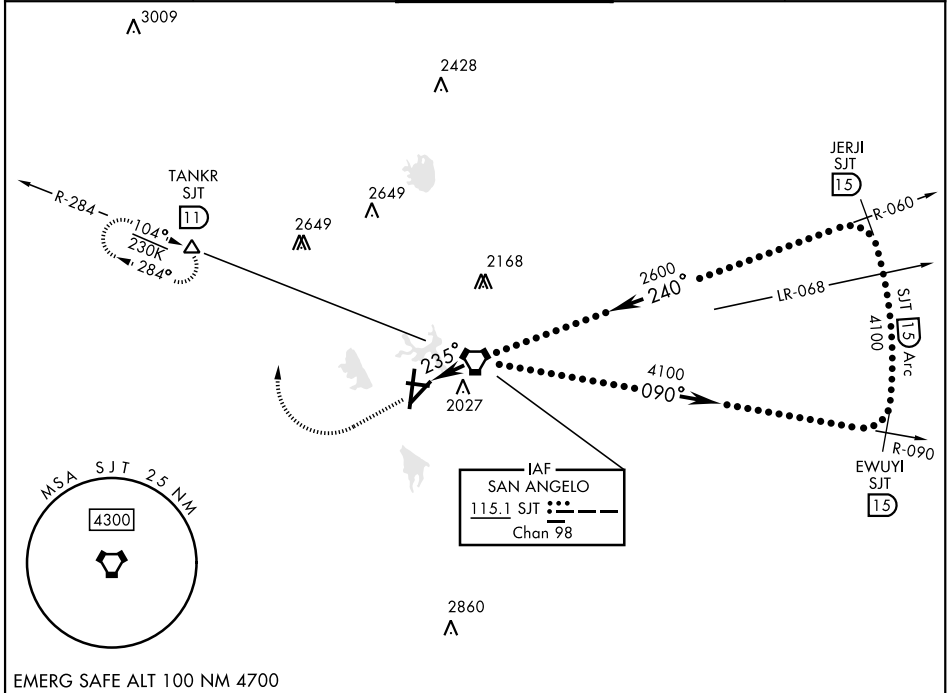 3009
2428
JERJI
SJT
15
TANKR
SJT
11
R-284
104°
230K
284°
2649
2649
2168
R-060
2600
240°
LR-068
SJT 15 Arc
4100
235°
2027
4100
090°
R-090
EWUYI
SJT
15
IAF
SAN ANGELO
115.1 SJT
Chan 98
MSA SJT 25 NM
4300
2860
EMERG SAFE ALT 100 NM 4700